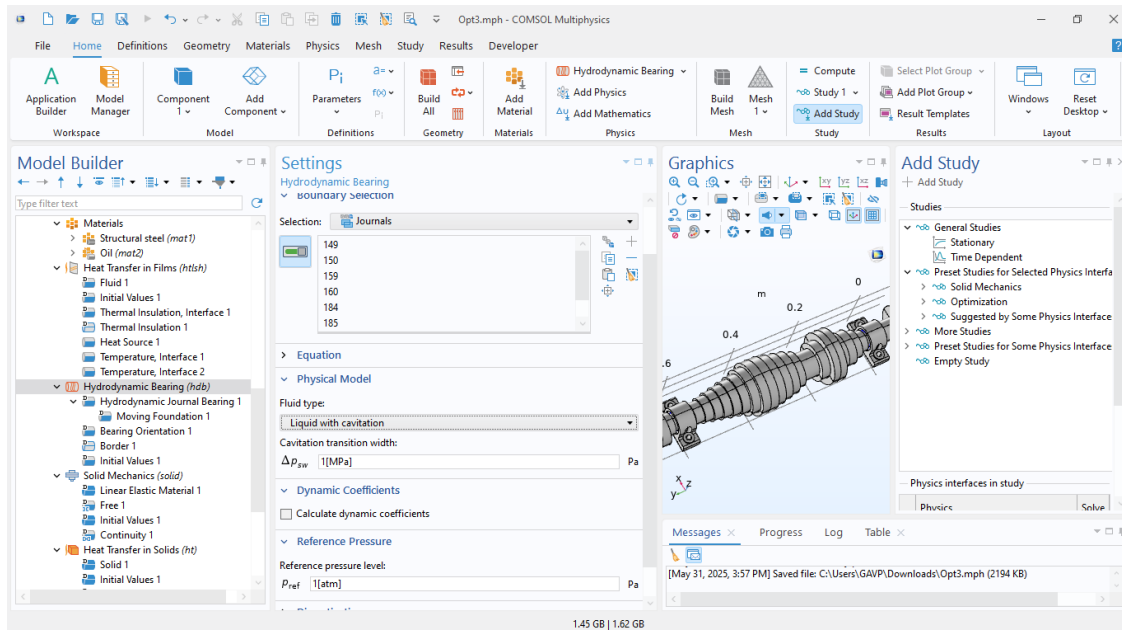 Opt3.mph - COMSOL Multiphysics
File Home Definitions Geometry Materials Physics Mesh Study Results Developer
Application Builder
Model Manager
Workspace
Component 1
Add Component
Model
Pi
Parameters
a=
f(x)
Pi
Definitions
Build All
Geometry
Add Material
Materials
Hydrodynamic Bearing
Add Physics
Add Mathematics
Physics
Build Mesh
Mesh 1
Mesh
= Compute
Study 1
Add Study
Study
Select Plot Group
Add Plot Group
Result Templates
Results
Windows
Reset Desktop
Layout
Model Builder
Type filter text
Materials
Structural steel (mat1)
Oil (mat2)
Heat Transfer in Films (htlsh)
Fluid 1
Initial Values 1
Thermal Insulation, Interface 1
Thermal Insulation 1
Heat Source 1
Temperature, Interface 1
Temperature, Interface 2
Hydrodynamic Bearing (hdb)
Hydrodynamic Journal Bearing 1
Moving Foundation 1
Bearing Orientation 1
Border 1
Initial Values 1
Solid Mechanics (solid)
Linear Elastic Material 1
Free 1
Initial Values 1
Continuity 1
Heat Transfer in Solids (ht)
Solid 1
Initial Values 1
Settings
Hydrodynamic Bearing
Boundary Selection
Selection: Journals
149
150
159
160
184
185
Equation
Physical Model
Fluid type:
Liquid with cavitation
Cavitation transition width:
Δpsw 1[MPa] Pa
Dynamic Coefficients
Calculate dynamic coefficients
Reference Pressure
Reference pressure level:
pref 1[atm] Pa
Graphics
xy yz xz
m
0
0.2
0.4
.6
x z
y
Messages Progress Log Table
[May 31, 2025, 3:57 PM] Saved file: C:\Users\GAVP\Downloads\Opt3.mph (2194 KB)
Add Study
+ Add Study
Studies
General Studies
Stationary
Time Dependent
Preset Studies for Selected Physics Interfa
Solid Mechanics
Optimization
Suggested by Some Physics Interface
More Studies
Preset Studies for Some Physics Interface
Empty Study
Physics interfaces in study
Physics Solve
1.45 GB | 1.62 GB